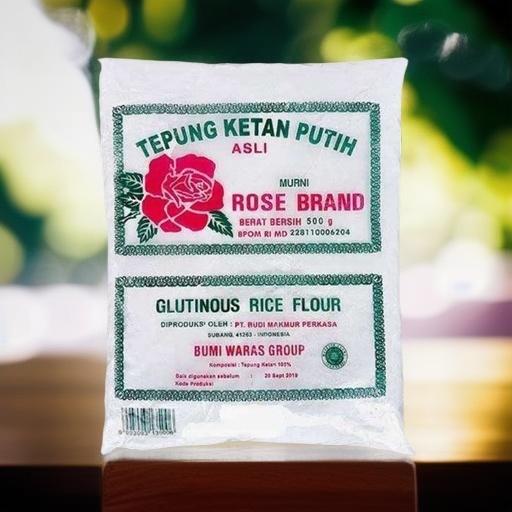 TEPUNG KETAN PUTIH
ASLI
MURNI
ROSE BRAND
BERAT BERSIH 500 g
BPOM RI MD 228110006204
GLUTINOUS RICE FLOUR
DIPRODUKSI OLEH : PT. BUDI MAKMUR PERKASA
SUBANG, 41263 - INDONESIA
BUMI WARAS GROUP
Komposisi : Tepung Ketan 100%
Baik digunakan sebelum : 20 Sept 2019
Kode Produksi